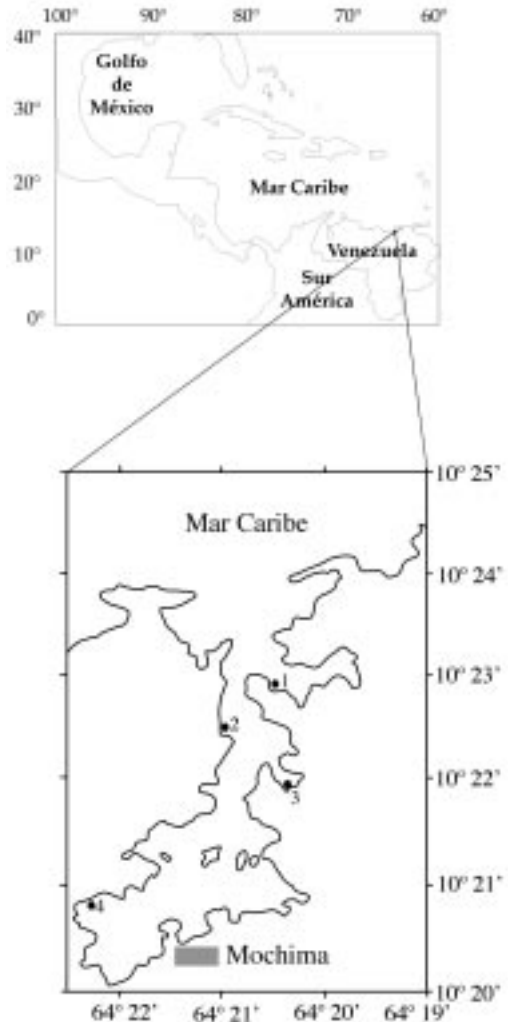 100° 90° 80° 70° 60°
40°
Golfo
de
México
30°
20°
Mar Caribe
10°
Venezuela
Sur
América
0°
10° 25'
Mar Caribe
10° 24'
10° 23'
1
2
10° 22'
3
10° 21'
4
Mochima
10° 20'
64° 22' 64° 21' 64° 20' 64° 19'